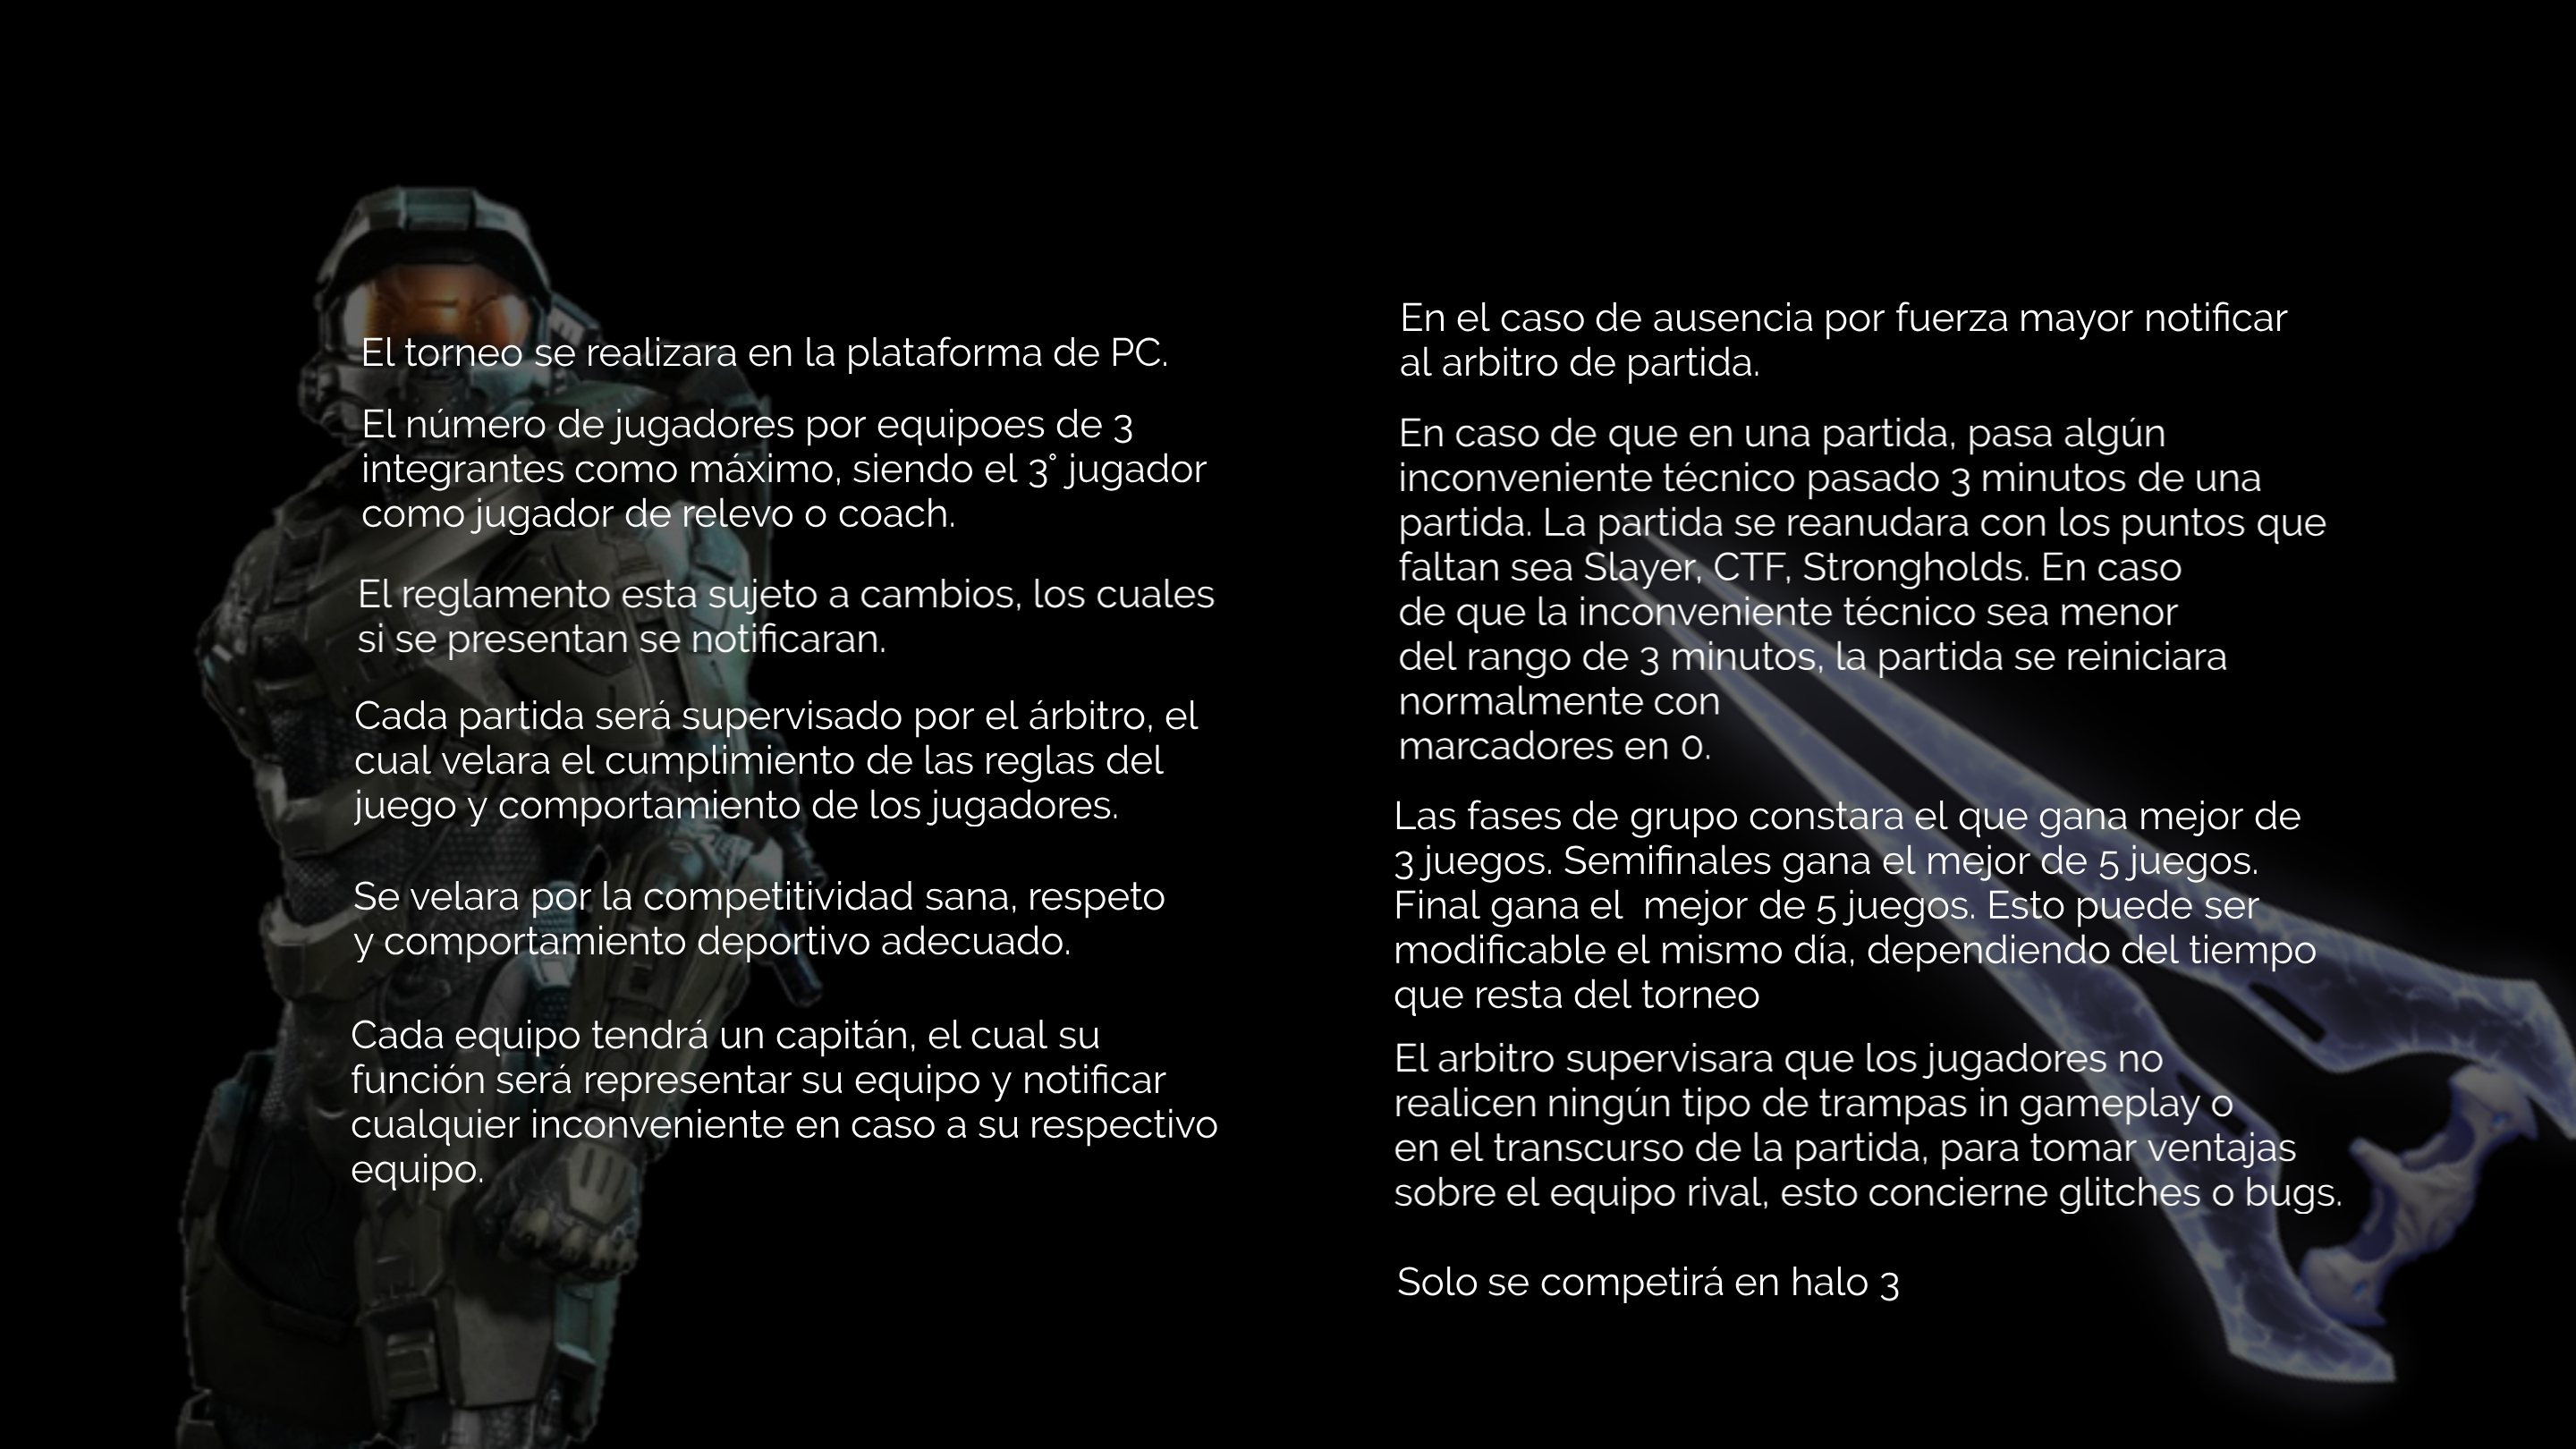 El torneo se realizara en la plataforma de PC.
El número de jugadores por equipoes de 3
integrantes como máximo, siendo el 3° jugador
como jugador de relevo o coach.
El reglamento esta sujeto a cambios, los cuales
si se presentan se notificaran.
Cada partida será supervisado por el árbitro, el
cual velara el cumplimiento de las reglas del
juego y comportamiento de los jugadores.
Se velara por la competitividad sana, respeto
y comportamiento deportivo adecuado.
Cada equipo tendrá un capitán, el cual su
función será representar su equipo y notificar
cualquier inconveniente en caso a su respectivo
equipo.
En el caso de ausencia por fuerza mayor notificar
al arbitro de partida.
En caso de que en una partida, pasa algún
inconveniente técnico pasado 3 minutos de una
partida. La partida se reanudara con los puntos que
faltan sea Slayer, CTF, Strongholds. En caso
de que la inconveniente técnico sea menor
del rango de 3 minutos, la partida se reiniciara
normalmente con
marcadores en 0.
Las fases de grupo constara el que gana mejor de
3 juegos. Semifinales gana el mejor de 5 juegos.
Final gana el  mejor de 5 juegos. Esto puede ser
modificable el mismo día, dependiendo del tiempo
que resta del torneo
El arbitro supervisara que los jugadores no
realicen ningún tipo de trampas in gameplay o
en el transcurso de la partida, para tomar ventajas
sobre el equipo rival, esto concierne glitches o bugs.
Solo se competirá en halo 3